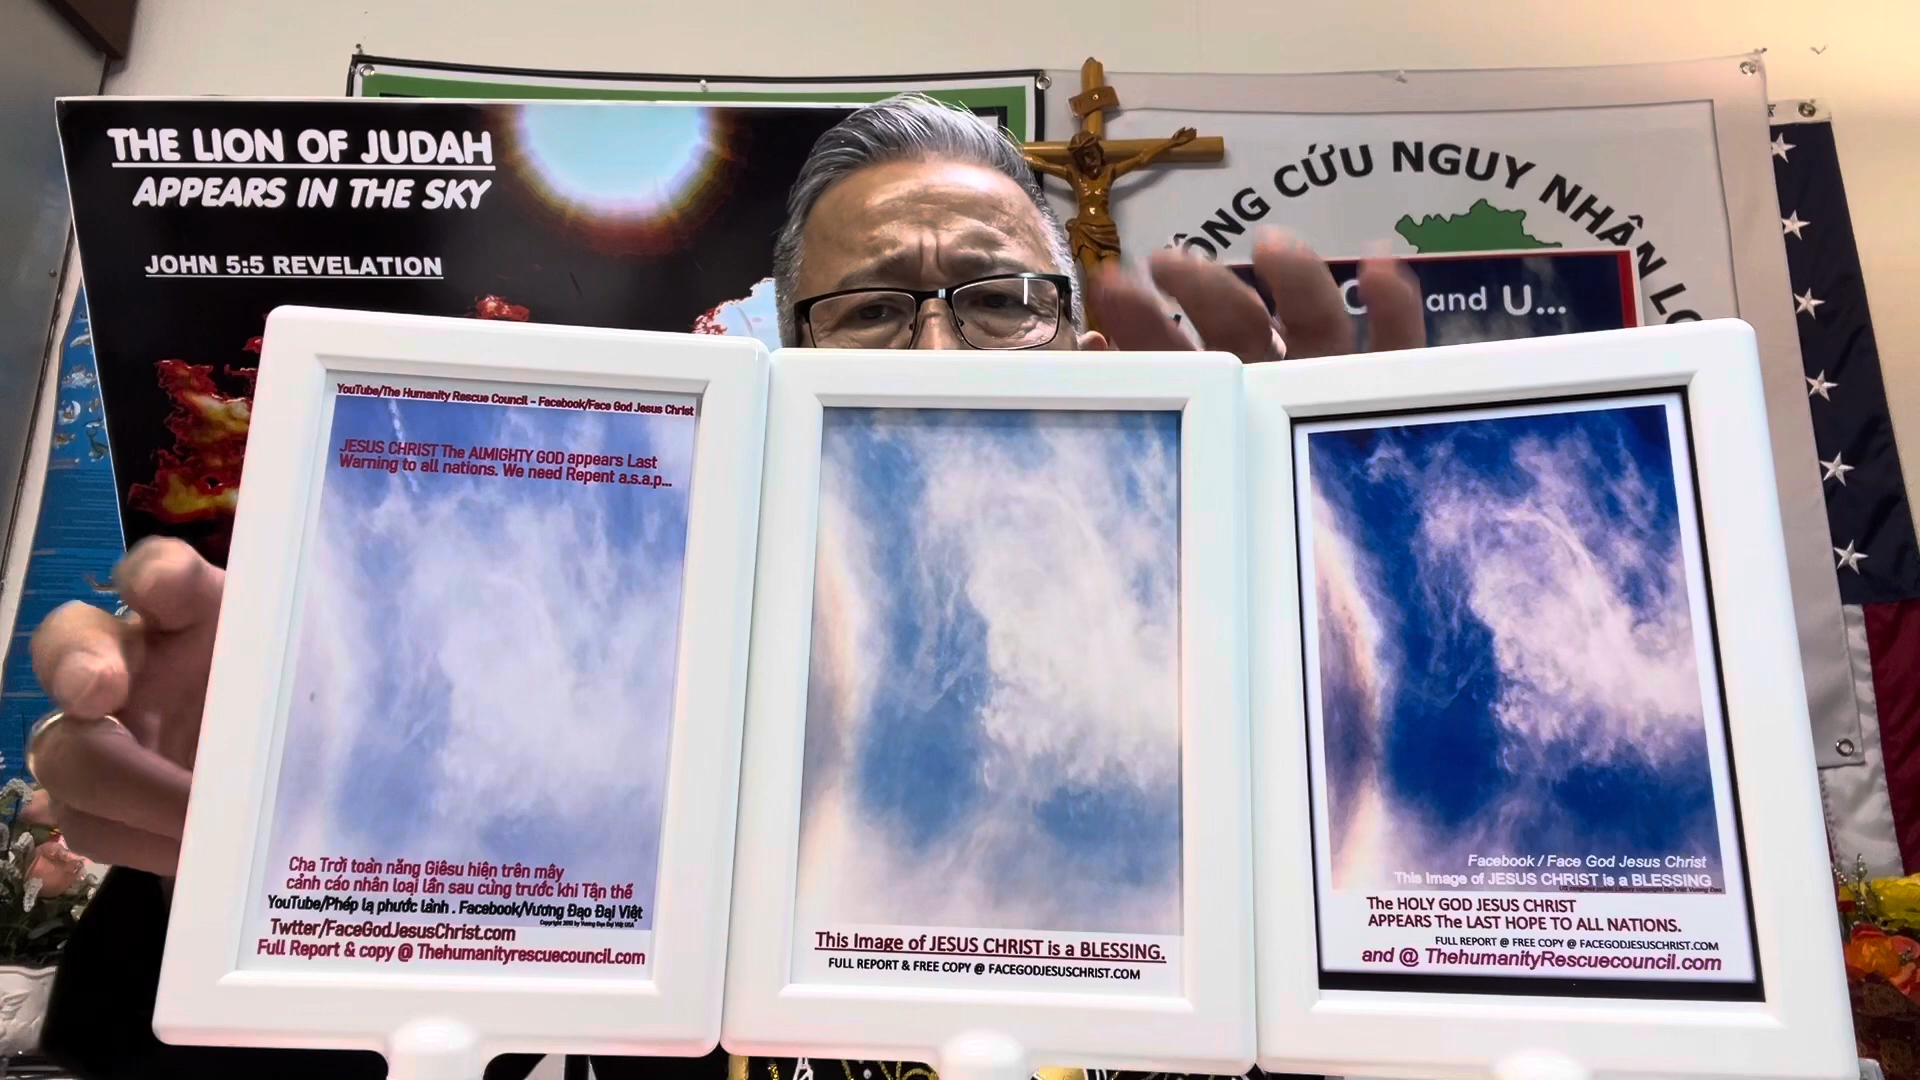 THE LION OF JUDAH
APPEARS IN THE SKY
JOHN 5:5 REVELATION
CỨU NGUY NHÂN
and U...
YouTube/The Humanity Rescue Council - Facebook/Face God Jesus Christ
JESUS CHRIST The ALMIGHTY GOD appears Last
Warning to all nations. We need Repent a.s.a.p...
Cha Trời toàn năng Giêsu hiện trên mây
cảnh cáo nhân loại lần sau cùng trước khi Tận thế
YouTube/Phép lạ phước lành . Facebook/Vương Đạo Đại Việt
Twtter/FaceGodJesusChrist.com
Full Report & copy @ Thehumanityrescuecouncil.com
This Image of JESUS CHRIST is a BLESSING.
FULL REPORT & FREE COPY @ FACEGODJESUSCHRIST.COM
Facebook / Face God Jesus Christ
This Image of JESUS CHRIST is a BLESSING
The HOLY GOD JESUS CHRIST
APPEARS The LAST HOPE TO ALL NATIONS.
FULL REPORT @ FREE COPY @ FACEGODJESUSCHRIST.COM
and @ ThehumanityRescuecouncil.com